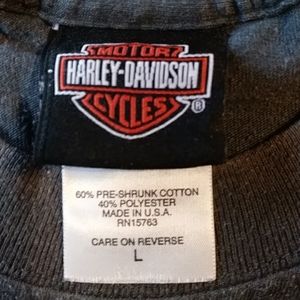 MOTOR
HARLEY-DAVIDSON
CYCLES
®
60% PRE-SHRUNK COTTON
40% POLYESTER
MADE IN U.S.A.
RN15763
CARE ON REVERSE
L